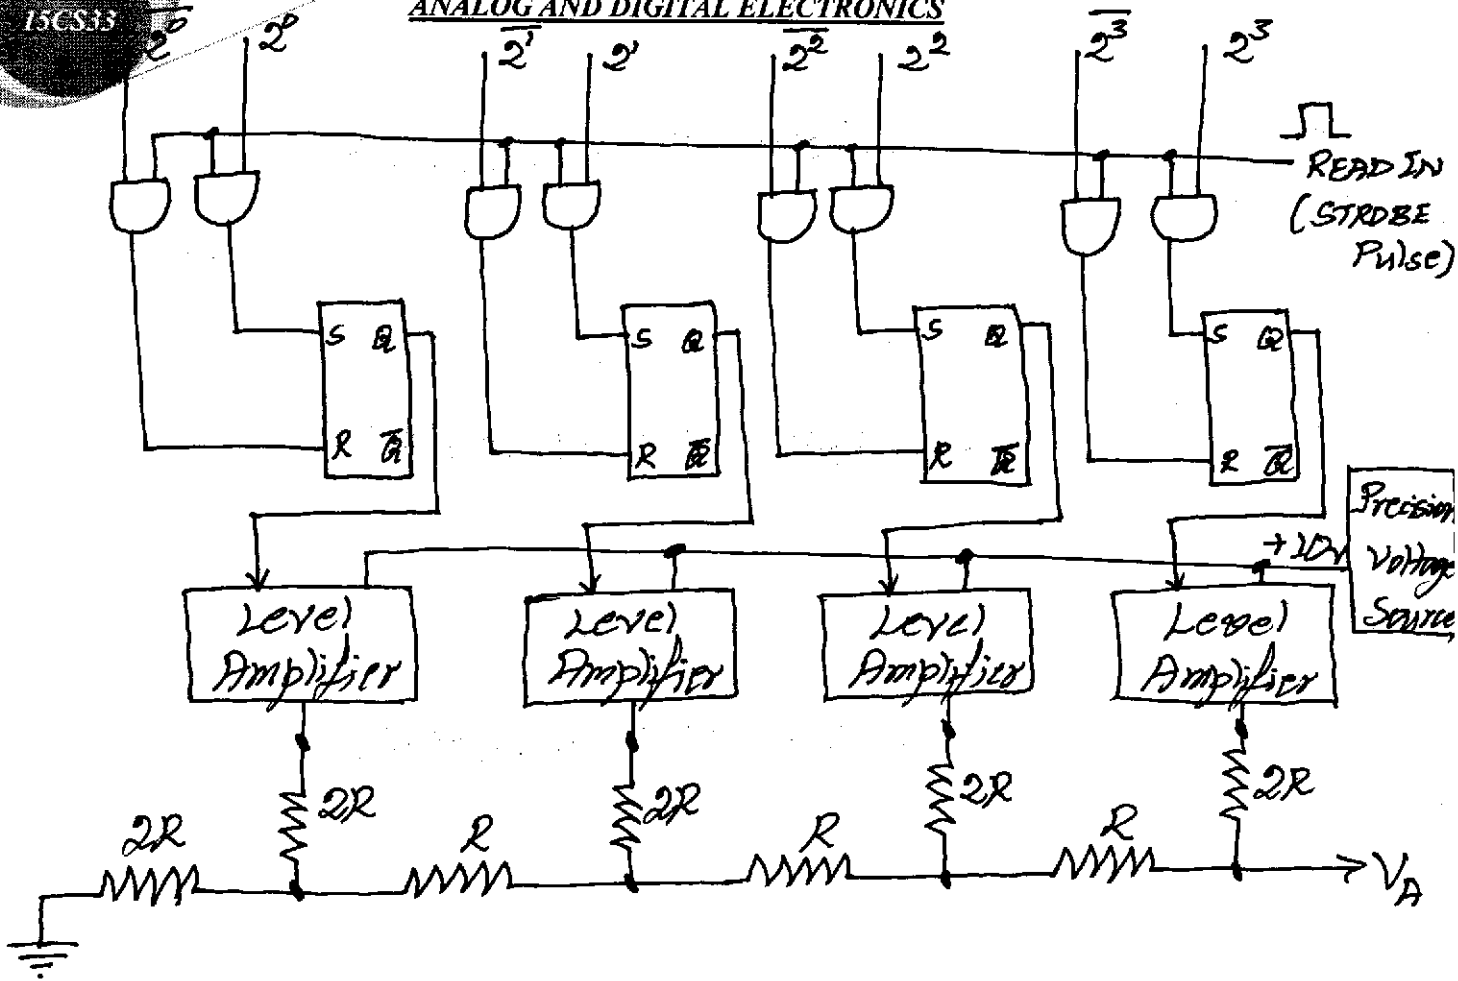 15CS33
ANALOG AND DIGITAL ELECTRONICS
2⁰ 2⁰ 2¹ 2¹ 2² 2² 2³ 2³
READ IN
(STROBE
Pulse)
S Q S Q S Q S Q
R Q̅ R Q̅ R Q̅ R Q̅
Precision
+10V Voltage
Source
Level Level Level Level
Amplifier Amplifier Amplifier Amplifier
2R 2R 2R 2R
2R R R R
V_A